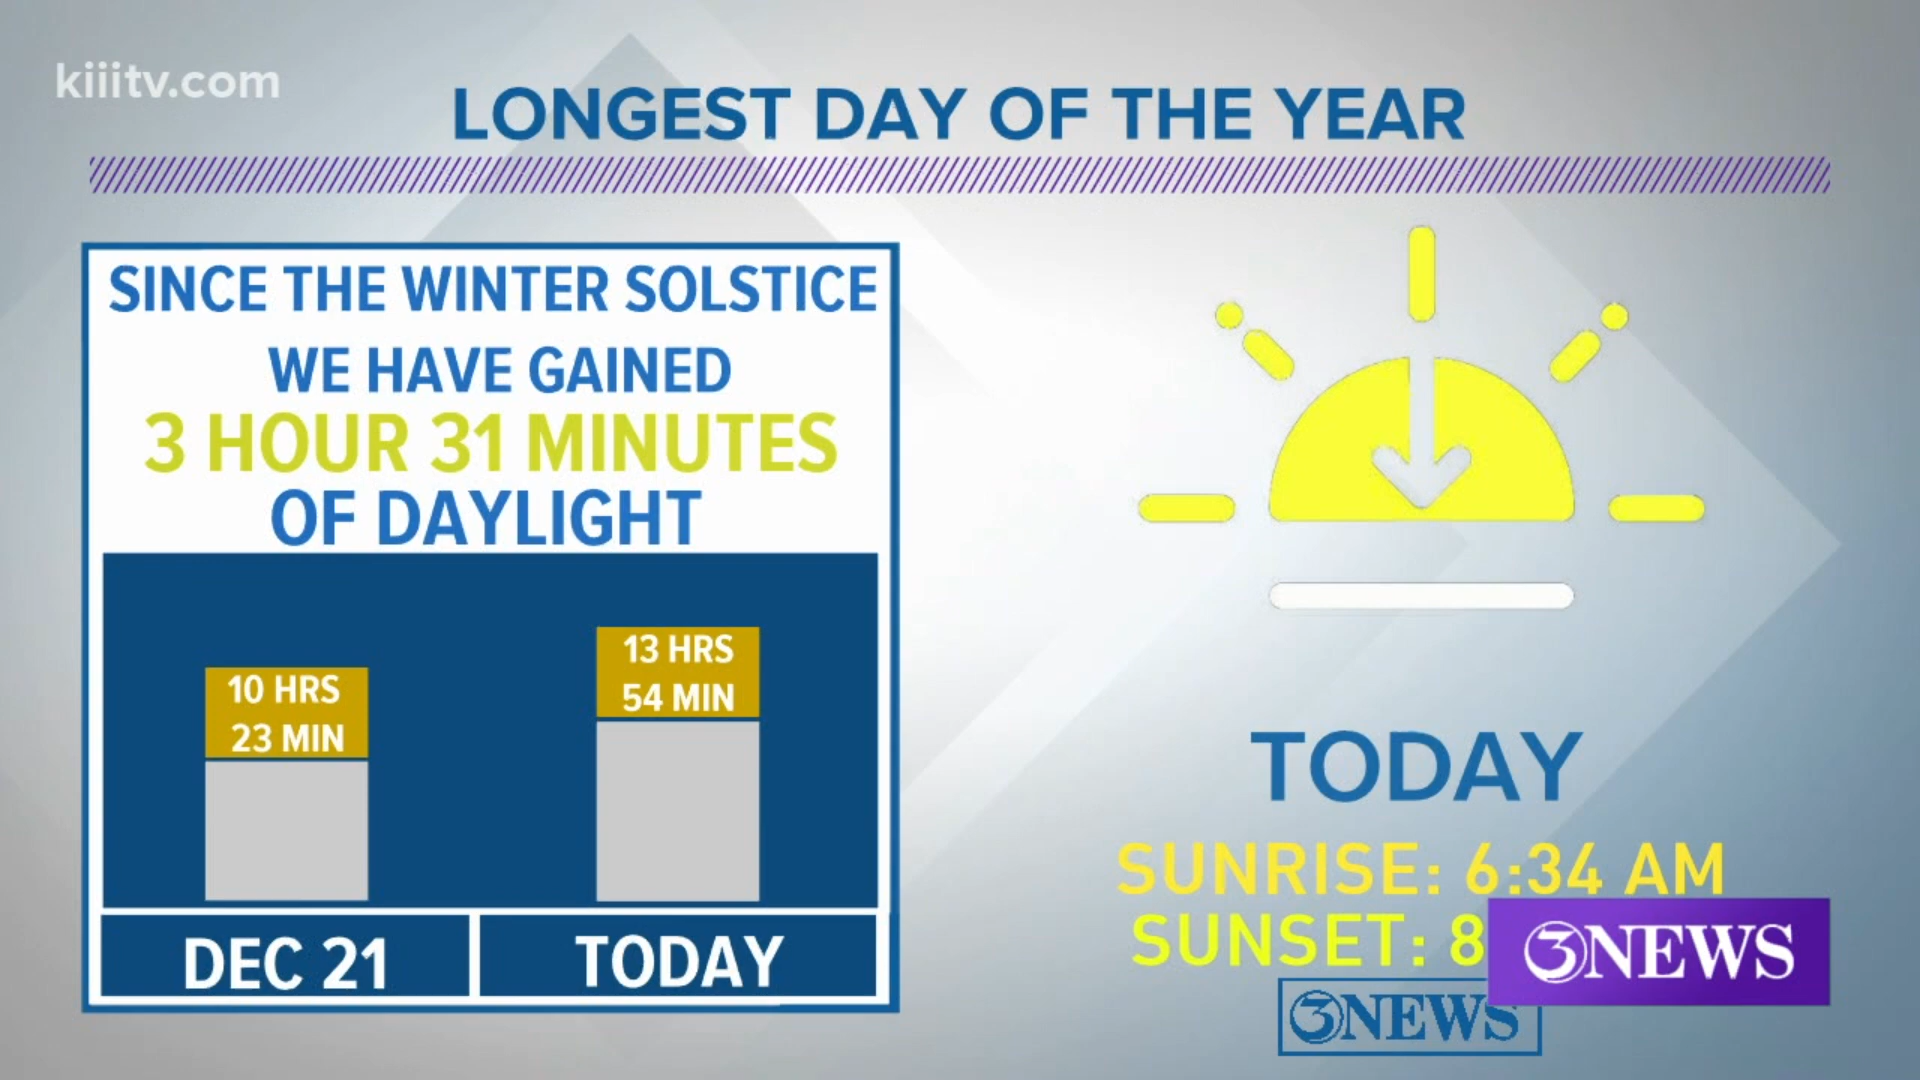 kiiitv.com
LONGEST DAY OF THE YEAR
SINCE THE WINTER SOLSTICE
WE HAVE GAINED
3 HOUR 31 MINUTES
OF DAYLIGHT
10 HRS
23 MIN
13 HRS
54 MIN
DEC 21
TODAY
TODAY
SUNRISE: 6:34 AM
SUNSET: 8
3NEWS
3NEWS